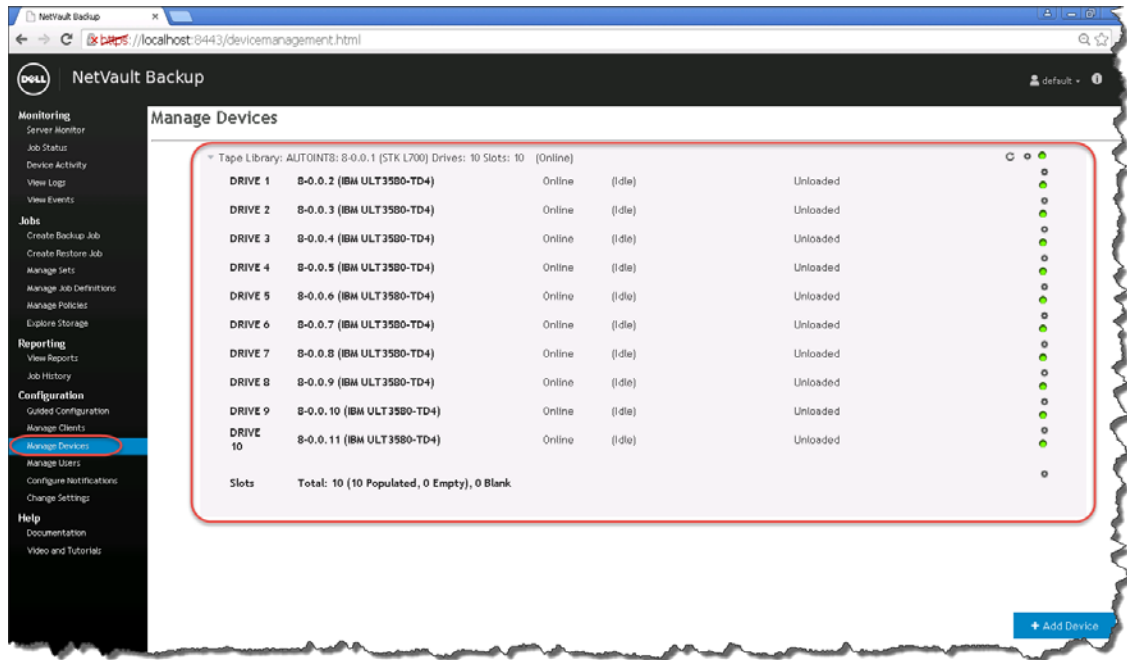 NetVault Backup
https://localhost:8443/devicemanagement.html
DELL
NetVault Backup
default
Monitoring
Server Monitor
Job Status
Device Activity
View Logs
View Events
Jobs
Create Backup Job
Create Restore Job
Manage Sets
Manage Job Definitions
Manage Policies
Explore Storage
Reporting
View Reports
Job History
Configuration
Guided Configuration
Manage Clients
Manage Devices
Manage Users
Configure Notifications
Change Settings
Help
Documentation
Video and Tutorials
Manage Devices
Tape Library: AUTOINT8: 8-0.0.1 (STK L700) Drives: 10 Slots: 10 (Online)
DRIVE 1 8-0.0.2 (IBM ULT3580-TD4) Online (Idle) Unloaded
DRIVE 2 8-0.0.3 (IBM ULT3580-TD4) Online (Idle) Unloaded
DRIVE 3 8-0.0.4 (IBM ULT3580-TD4) Online (Idle) Unloaded
DRIVE 4 8-0.0.5 (IBM ULT3580-TD4) Online (Idle) Unloaded
DRIVE 5 8-0.0.6 (IBM ULT3580-TD4) Online (Idle) Unloaded
DRIVE 6 8-0.0.7 (IBM ULT3580-TD4) Online (Idle) Unloaded
DRIVE 7 8-0.0.8 (IBM ULT3580-TD4) Online (Idle) Unloaded
DRIVE 8 8-0.0.9 (IBM ULT3580-TD4) Online (Idle) Unloaded
DRIVE 9 8-0.0.10 (IBM ULT3580-TD4) Online (Idle) Unloaded
DRIVE
10 8-0.0.11 (IBM ULT3580-TD4) Online (Idle) Unloaded
Slots Total: 10 (10 Populated, 0 Empty), 0 Blank
+ Add Device